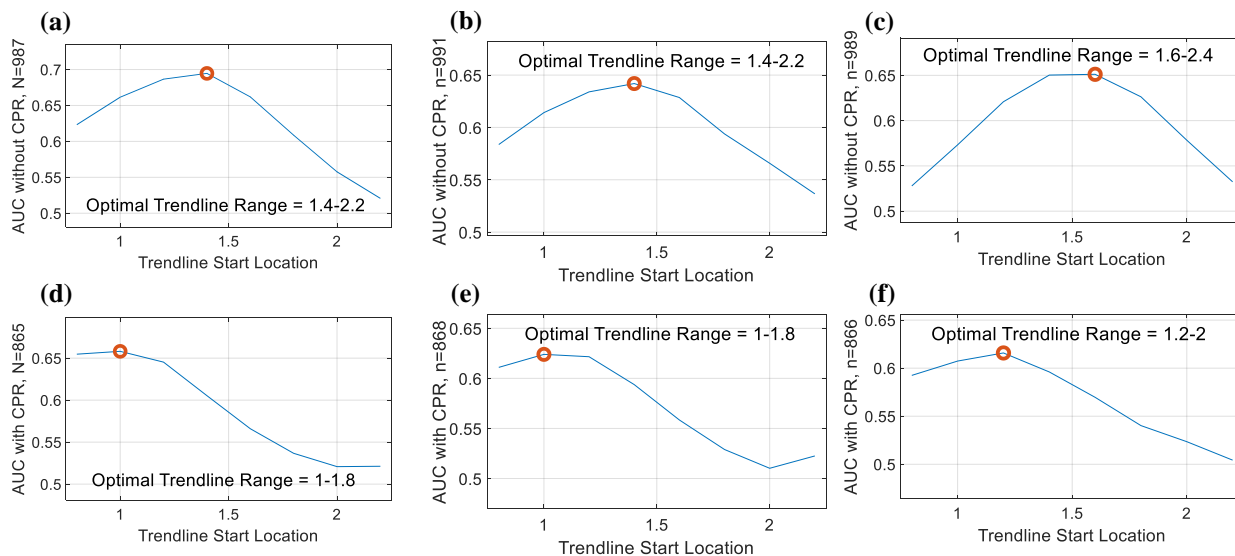 (a)
AUC without CPR, N=987
0.7
0.65
0.6
0.55
0.5
Optimal Trendline Range = 1.4-2.2
1
1.5
2
Trendline Start Location
(b)
AUC without CPR, n=991
Optimal Trendline Range = 1.4-2.2
0.65
0.6
0.55
0.5
1
1.5
2
Trendline Start Location
(c)
AUC without CPR, n=989
Optimal Trendline Range = 1.6-2.4
0.65
0.6
0.55
0.5
1
1.5
2
Trendline Start Location
(d)
AUC with CPR, N=865
0.65
0.6
0.55
0.5
Optimal Trendline Range = 1-1.8
1
1.5
2
Trendline Start Location
(e)
AUC with CPR, n=868
0.65
Optimal Trendline Range = 1-1.8
0.6
0.55
0.5
1
1.5
2
Trendline Start Location
(f)
AUC with CPR, n=866
0.65
Optimal Trendline Range = 1.2-2
0.6
0.55
0.5
1
1.5
2
Trendline Start Location